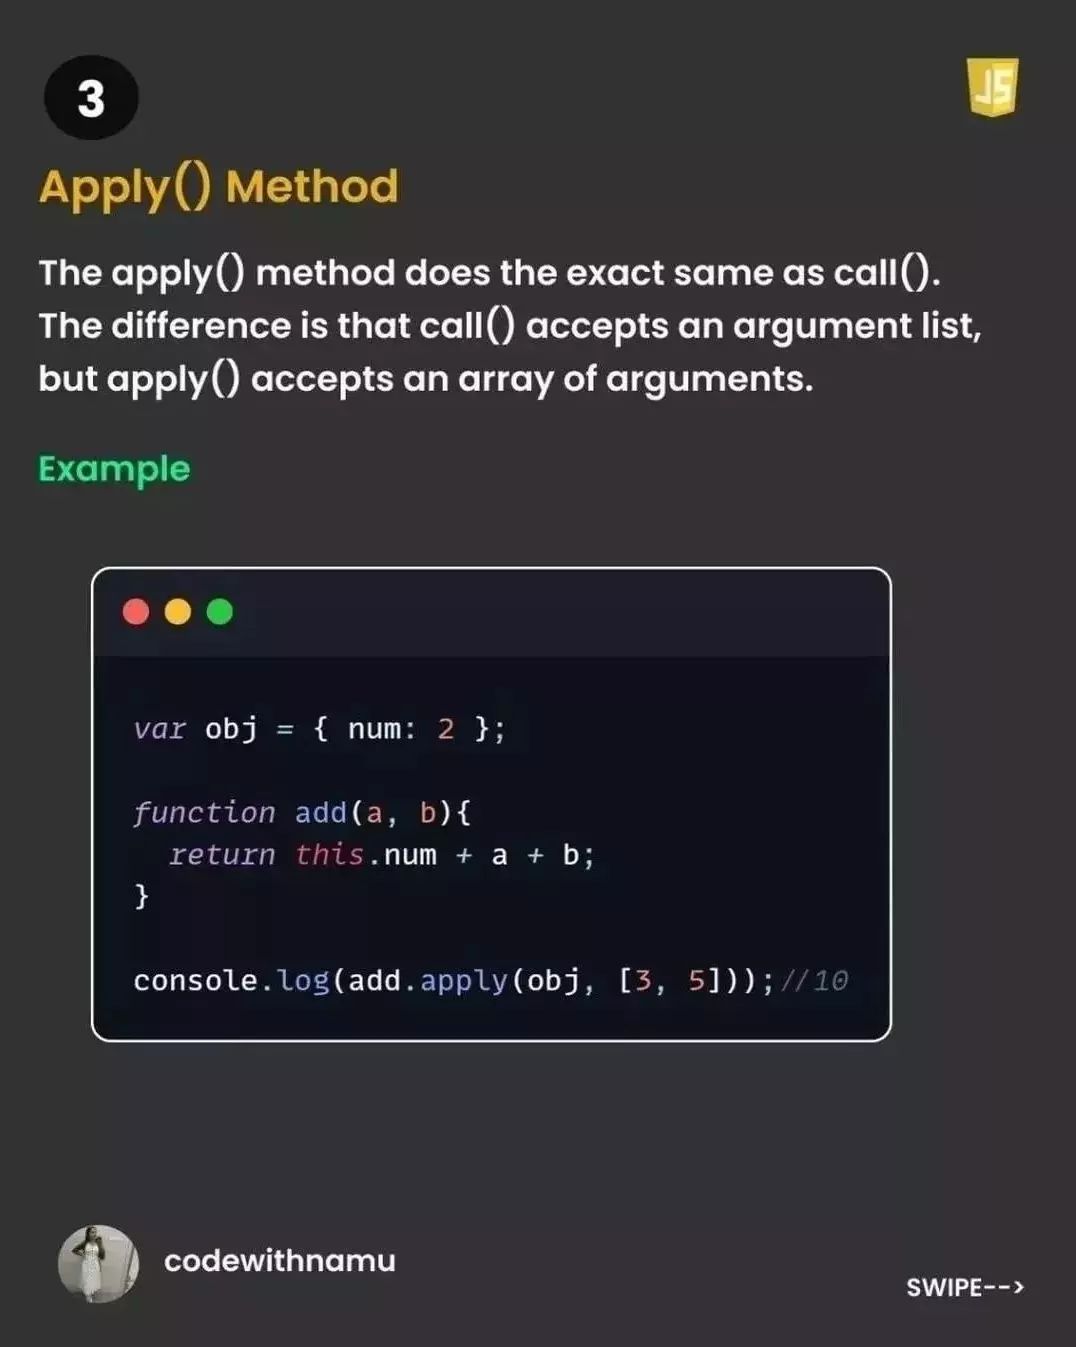 3
JS
Apply() Method
The apply() method does the exact same as call().
The difference is that call() accepts an argument list,
but apply() accepts an array of arguments.
Example
var obj = { num: 2 };
function add(a, b){
  return this.num + a + b;
}
console.log(add.apply(obj, [3, 5]));//10
codewithnamu
SWIPE-->